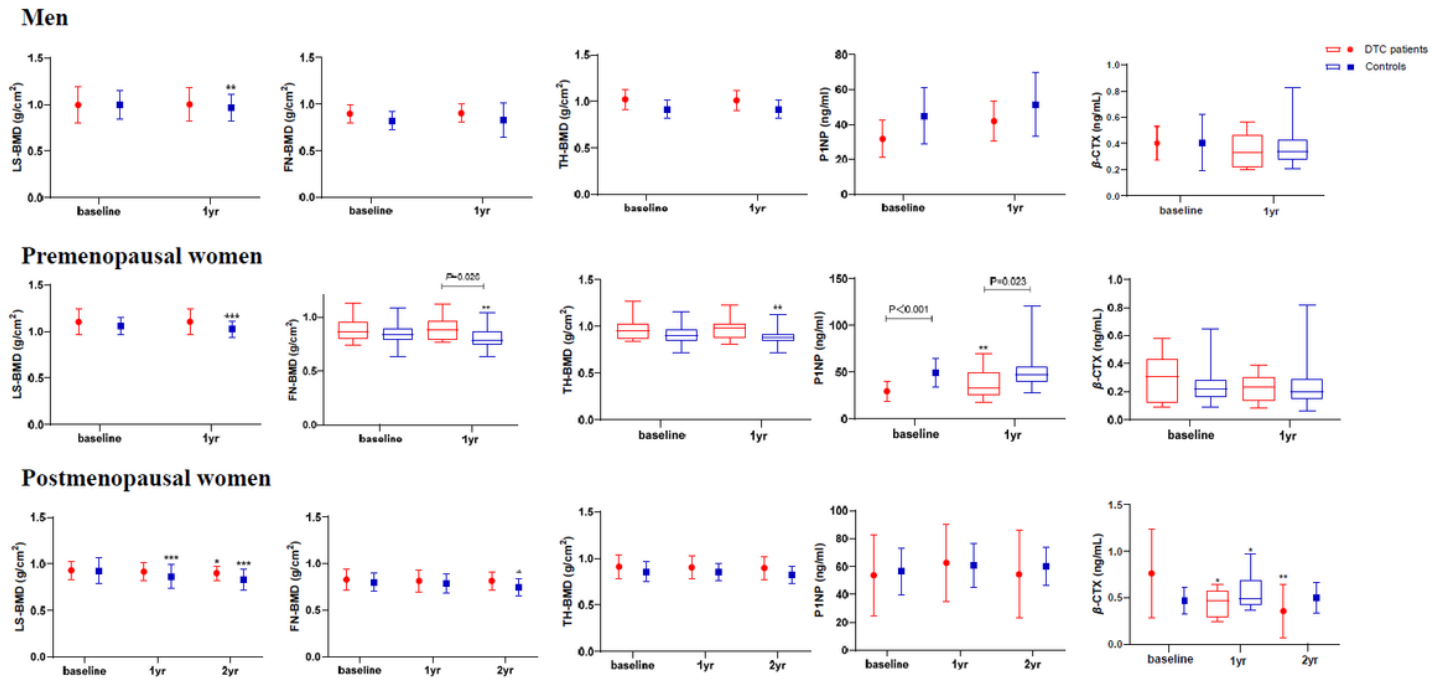 Men
LS-BMD (g/cm²)
1.5
1.0
0.5
0.0
**
baseline
1yr
FN-BMD (g/cm²)
1.5
1.0
0.5
0.0
baseline
1yr
TH-BMD (g/cm²)
1.5
1.0
0.5
0.0
baseline
1yr
P1NP (ng/ml)
80
60
40
20
0
baseline
1yr
β-CTX (ng/mL)
1.0
0.8
0.6
0.4
0.2
0.0
baseline
1yr
DTC patients
Controls
Premenopausal women
LS-BMD (g/cm²)
1.5
1.0
0.5
0.0
***
baseline
1yr
FN-BMD (g/cm²)
1.0
0.5
0.0
P=0.026
**
baseline
1yr
TH-BMD (g/cm²)
1.5
1.0
0.5
0.0
**
baseline
1yr
P1NP (ng/ml)
150
100
50
0
P<0.001
P=0.023
**
baseline
1yr
β-CTX (ng/mL)
1.0
0.8
0.6
0.4
0.2
0.0
baseline
1yr
Postmenopausal women
LS-BMD (g/cm²)
1.5
1.0
0.5
0.0
***
*
***
baseline
1yr
2yr
FN-BMD (g/cm²)
1.5
1.0
0.5
0.0
*
baseline
1yr
2yr
TH-BMD (g/cm²)
1.5
1.0
0.5
0.0
baseline
1yr
2yr
P1NP (ng/ml)
100
80
60
40
20
0
baseline
1yr
2yr
β-CTX (ng/mL)
1.5
1.0
0.5
0.0
*
*
**
baseline
1yr
2yr